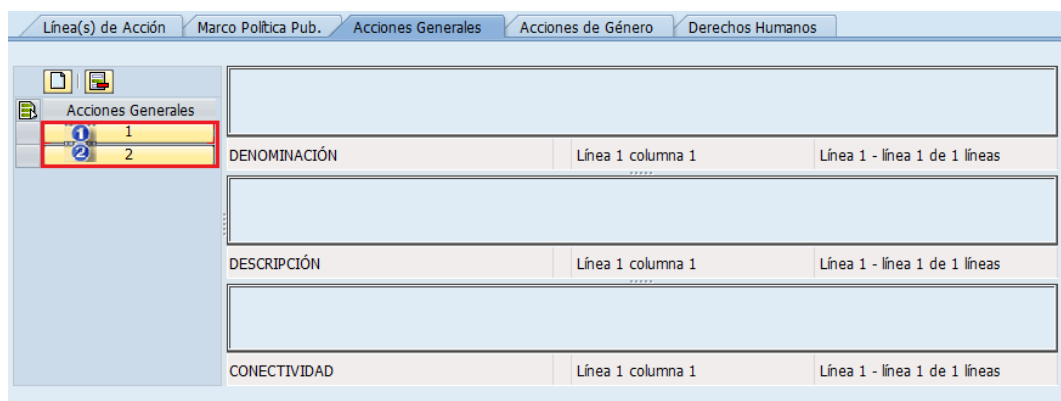 Línea(s) de Acción Marco Política Pub. Acciones Generales Acciones de Género Derechos Humanos
Acciones Generales
1 1
2 2
DENOMINACIÓN Línea 1 columna 1 Línea 1 - línea 1 de 1 líneas
DESCRIPCIÓN Línea 1 columna 1 Línea 1 - línea 1 de 1 líneas
CONECTIVIDAD Línea 1 columna 1 Línea 1 - línea 1 de 1 líneas